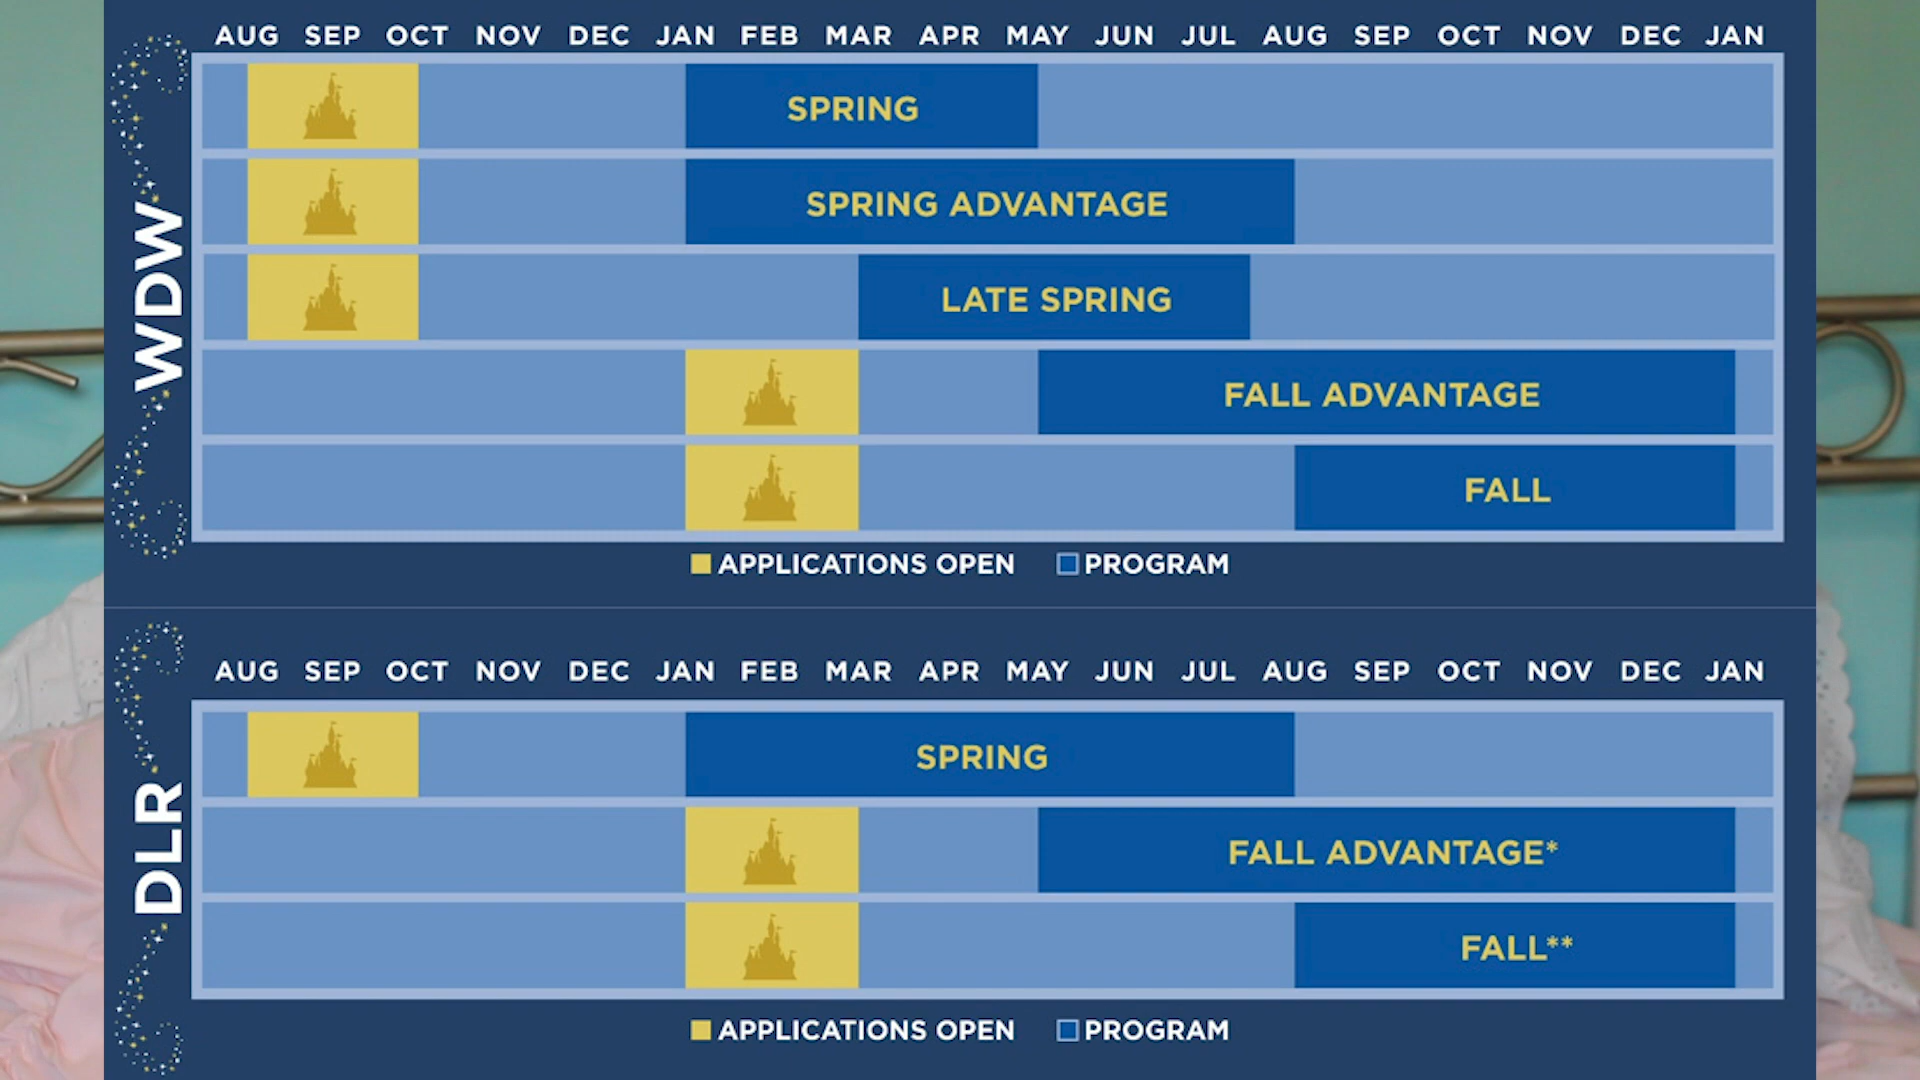 AUG SEP OCT NOV DEC JAN FEB MAR APR MAY JUN JUL AUG SEP OCT NOV DEC JAN
WDW
SPRING
SPRING ADVANTAGE
LATE SPRING
FALL ADVANTAGE
FALL
APPLICATIONS OPEN PROGRAM
AUG SEP OCT NOV DEC JAN FEB MAR APR MAY JUN JUL AUG SEP OCT NOV DEC JAN
DLR
SPRING
FALL ADVANTAGE*
FALL**
APPLICATIONS OPEN PROGRAM